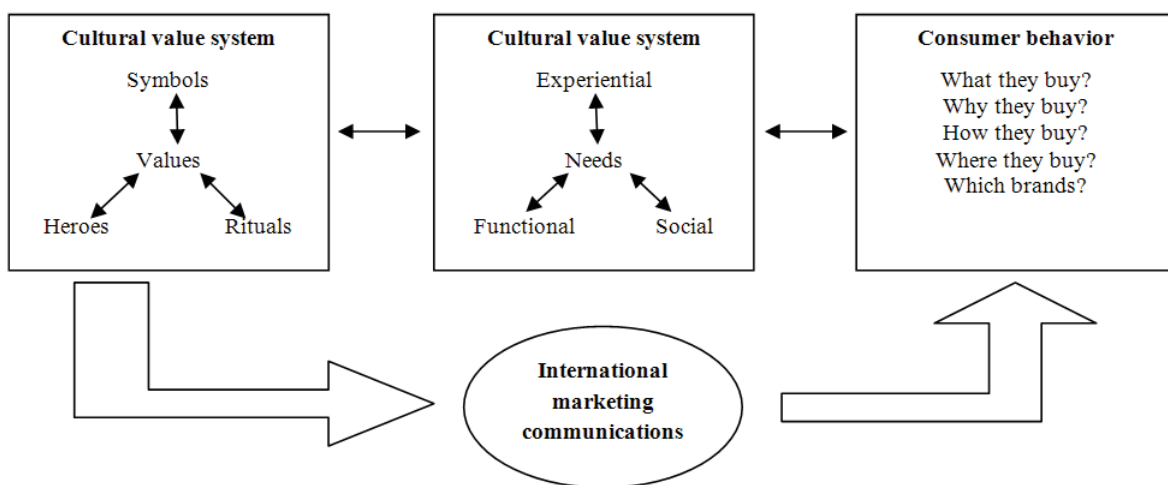 Cultural value system
Symbols
Values
Heroes
Rituals
Cultural value system
Experiential
Needs
Functional
Social
Consumer behavior
What they buy?
Why they buy?
How they buy?
Where they buy?
Which brands?
International
marketing
communications